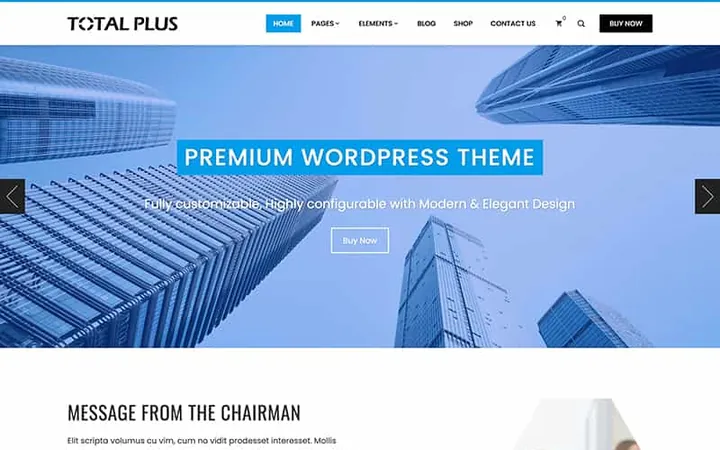 TOTAL PLUS
HOME PAGES ELEMENTS BLOG SHOP CONTACT US 0 BUY NOW
PREMIUM WORDPRESS THEME
Fully customizable, Highly configurable with Modern & Elegant Design
Buy Now
MESSAGE FROM THE CHAIRMAN
Elit scripta volumus cu vim, cum no vidit prodesset interesset. Mollis